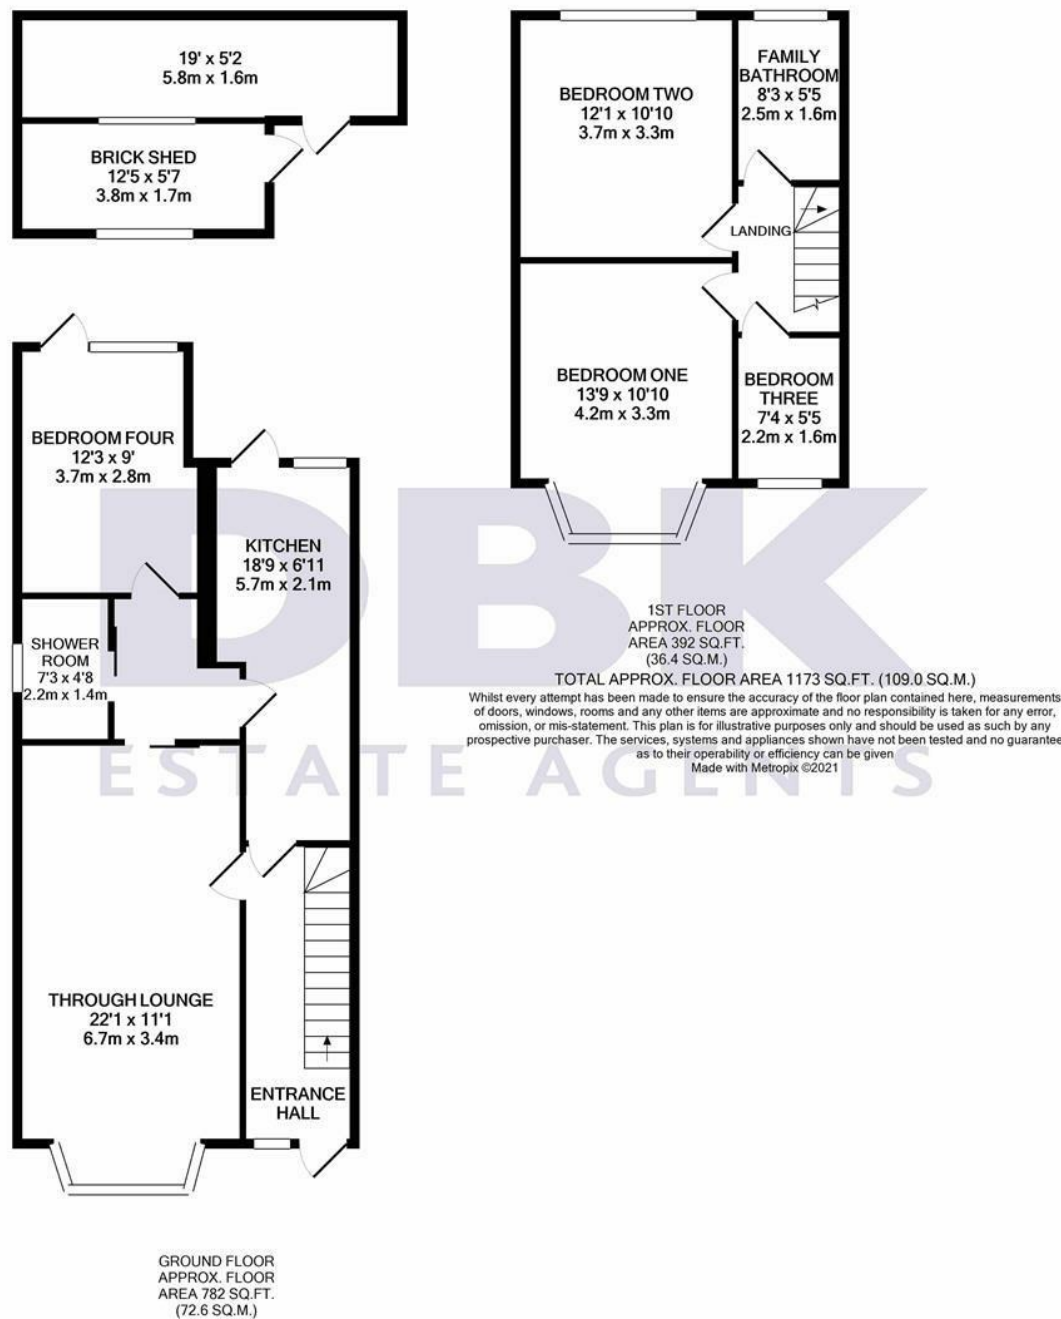 19' x 5'2
5.8m x 1.6m
BRICK SHED
12'5 x 5'7
3.8m x 1.7m
BEDROOM FOUR
12'3 x 9'
3.7m x 2.8m
KITCHEN
18'9 x 6'11
5.7m x 2.1m
SHOWER
ROOM
7'3 x 4'8
2.2m x 1.4m
THROUGH LOUNGE
22'1 x 11'1
6.7m x 3.4m
ENTRANCE
HALL
GROUND FLOOR
APPROX. FLOOR
AREA 782 SQ.FT.
(72.6 SQ.M.)
BEDROOM TWO
12'1 x 10'10
3.7m x 3.3m
FAMILY
BATHROOM
8'3 x 5'5
2.5m x 1.6m
LANDING
BEDROOM ONE
13'9 x 10'10
4.2m x 3.3m
BEDROOM
THREE
7'4 x 5'5
2.2m x 1.6m
1ST FLOOR
APPROX. FLOOR
AREA 392 SQ.FT.
(36.4 SQ.M.)
TOTAL APPROX. FLOOR AREA 1173 SQ.FT. (109.0 SQ.M.)
Whilst every attempt has been made to ensure the accuracy of the floor plan contained here, measurements
of doors, windows, rooms and any other items are approximate and no responsibility is taken for any error,
omission, or mis-statement. This plan is for illustrative purposes only and should be used as such by any
prospective purchaser. The services, systems and appliances shown have not been tested and no guarantee
as to their operability or efficiency can be given
Made with Metropix ©2021
DBK
ESTATE AGENTS